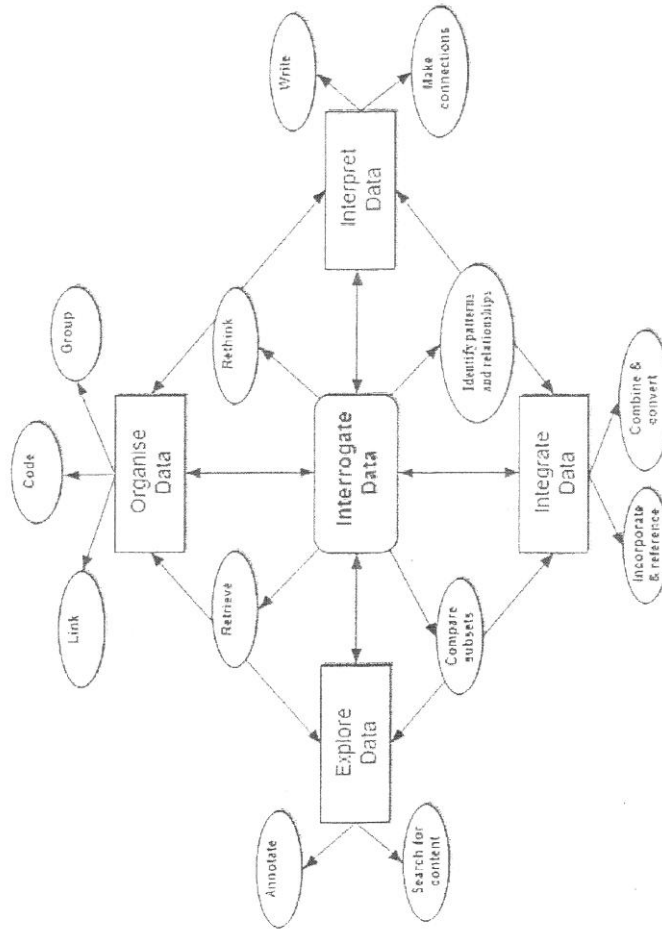 Code
Link
Group
Organise
Data
Retrieve
Rethink
Annotate
Write
Explore
Data
Interrogate
Data
Interpret
Data
Search for
content
Make
connections
Compare
subsets
Identify patterns
and relationships
Integrate
Data
Incorporate
& reference
Combine &
convert